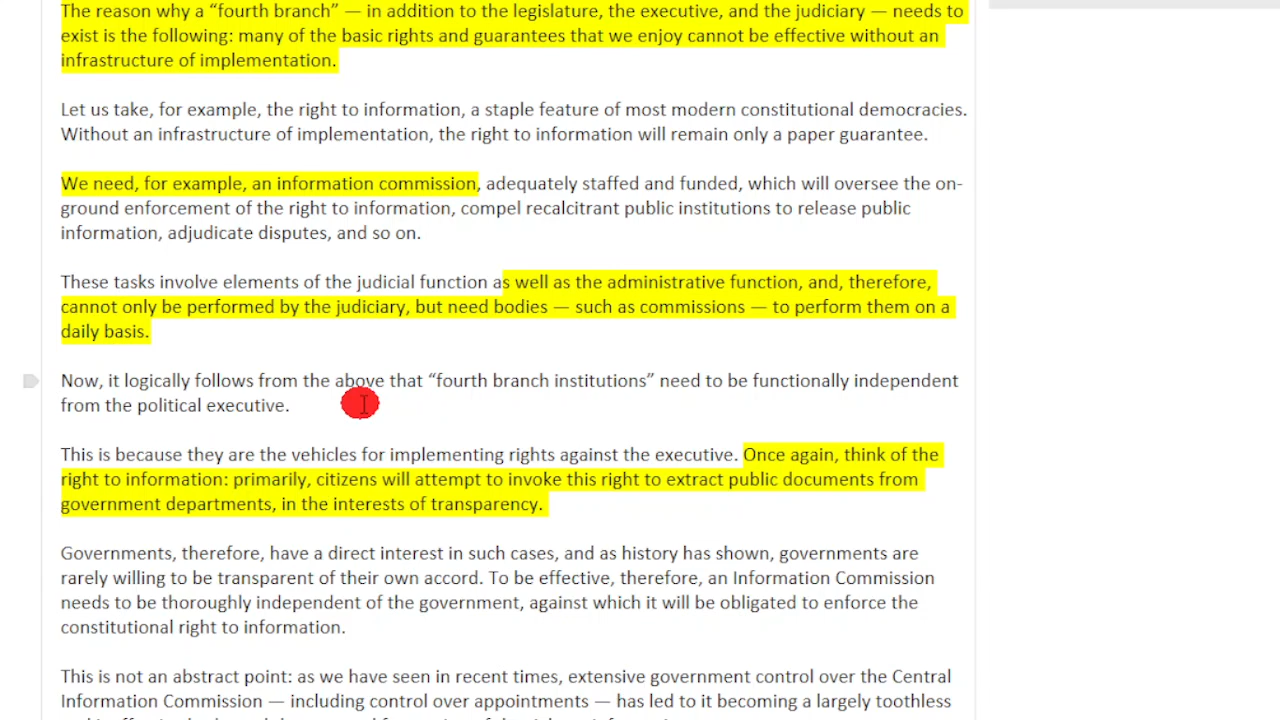 The reason why a “fourth branch” — in addition to the legislature, the executive, and the judiciary — needs to
exist is the following: many of the basic rights and guarantees that we enjoy cannot be effective without an
infrastructure of implementation.
Let us take, for example, the right to information, a staple feature of most modern constitutional democracies.
Without an infrastructure of implementation, the right to information will remain only a paper guarantee.
We need, for example, an information commission, adequately staffed and funded, which will oversee the on-
ground enforcement of the right to information, compel recalcitrant public institutions to release public
information, adjudicate disputes, and so on.
These tasks involve elements of the judicial function as well as the administrative function, and, therefore,
cannot only be performed by the judiciary, but need bodies — such as commissions — to perform them on a
daily basis.
Now, it logically follows from the above that “fourth branch institutions” need to be functionally independent
from the political executive.
This is because they are the vehicles for implementing rights against the executive. Once again, think of the
right to information: primarily, citizens will attempt to invoke this right to extract public documents from
government departments, in the interests of transparency.
Governments, therefore, have a direct interest in such cases, and as history has shown, governments are
rarely willing to be transparent of their own accord. To be effective, therefore, an Information Commission
needs to be thoroughly independent of the government, against which it will be obligated to enforce the
constitutional right to information.
This is not an abstract point: as we have seen in recent times, extensive government control over the Central
Information Commission — including control over appointments — has led to it becoming a largely toothless